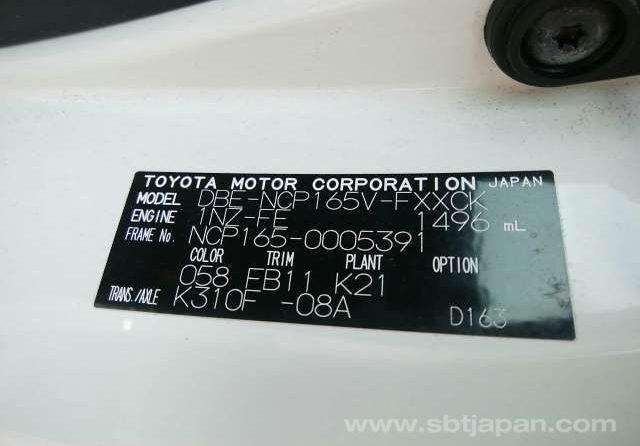 TOYOTA MOTOR CORPORATION JAPAN
MODEL DBE-NCP165V-FXXCK
ENGINE 1NZ-FE 1496 mL
FRAME No. NCP165-0005391
COLOR TRIM PLANT OPTION
058 EB11 K21
TRANS./AXLE K310F -08A
D163
www.sbtjapan.com